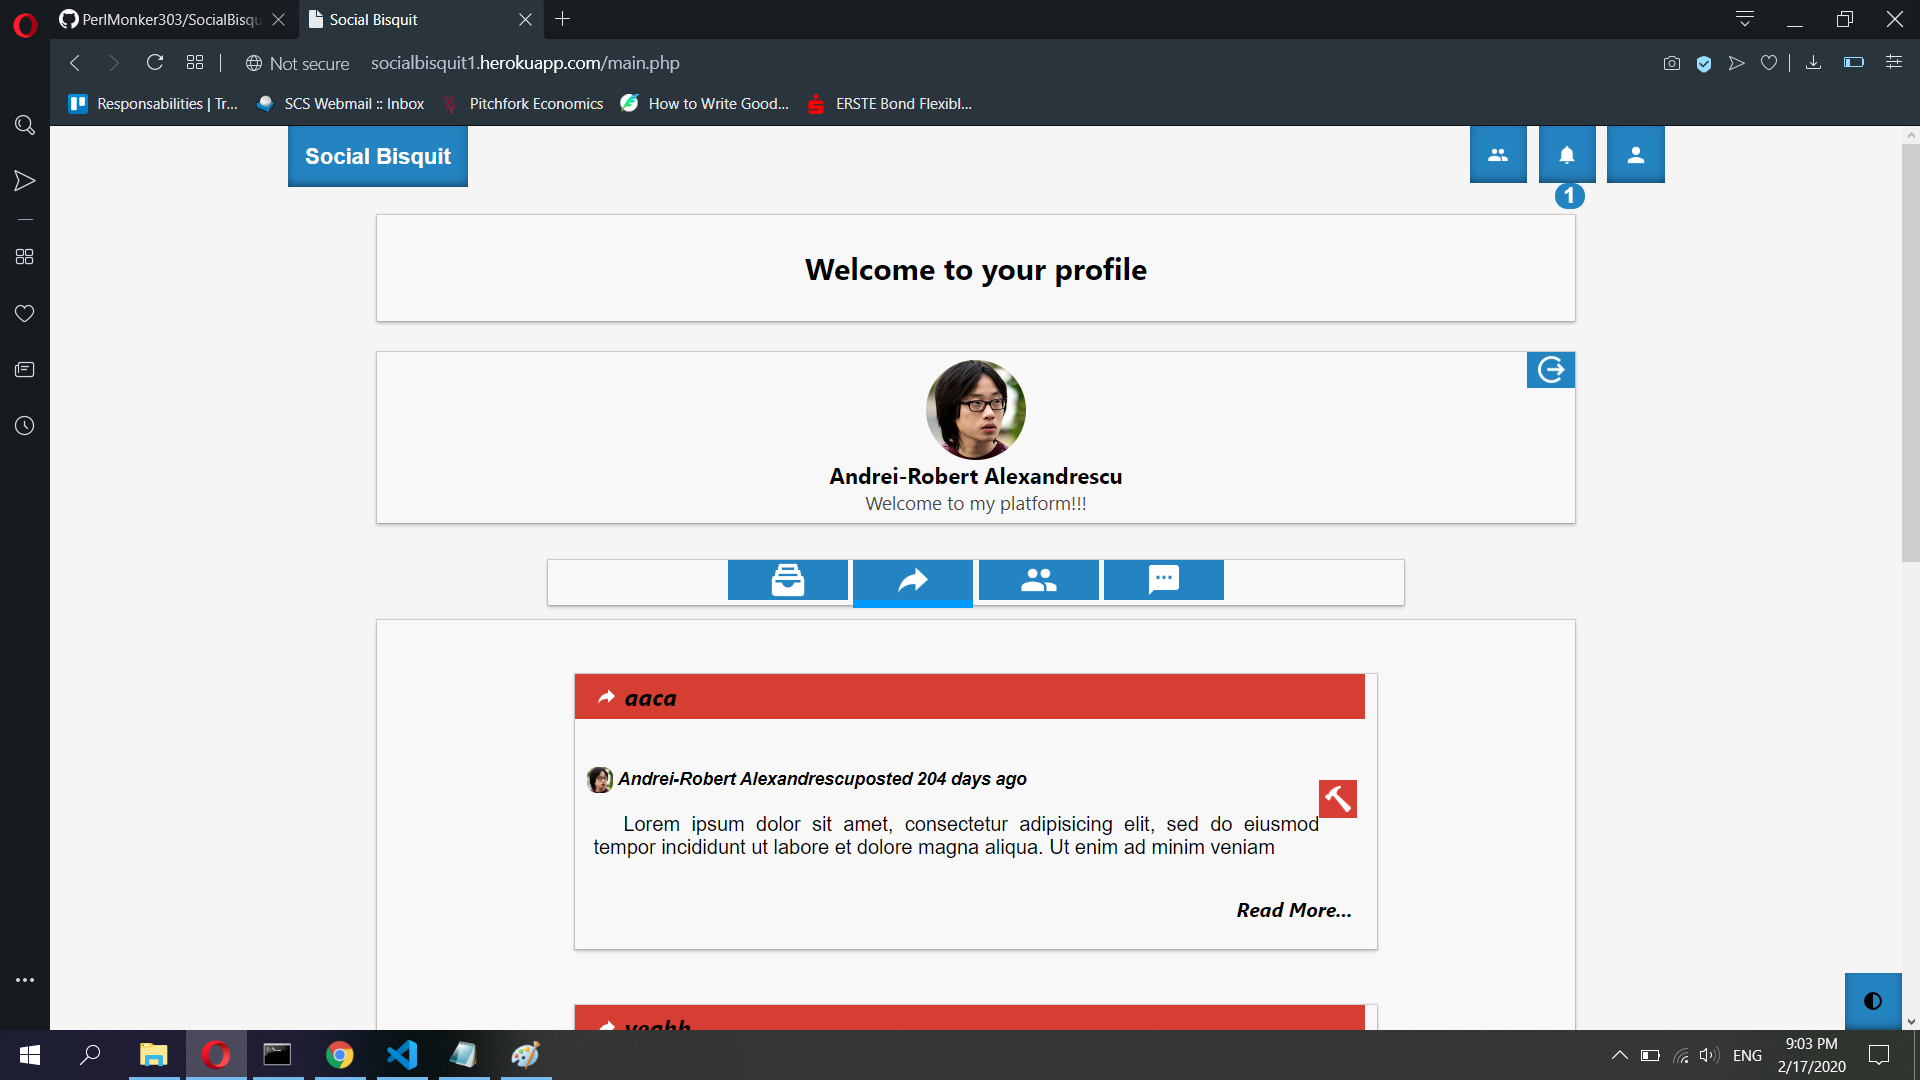 PerlMonker303/SocialBisqu
Social Bisquit
Not secure
socialbisquit1.herokuapp.com/main.php
Responsabilities | Tr...
SCS Webmail :: Inbox
Pitchfork Economics
How to Write Good...
ERSTE Bond Flexibl...
Social Bisquit
1
Welcome to your profile
Andrei-Robert Alexandrescu
Welcome to my platform!!!
aaca
Andrei-Robert Alexandrescuposted 204 days ago
Lorem ipsum dolor sit amet, consectetur adipisicing elit, sed do eiusmod
tempor incididunt ut labore et dolore magna aliqua. Ut enim ad minim veniam
Read More...
yeahh
ENG
9:03 PM
2/17/2020